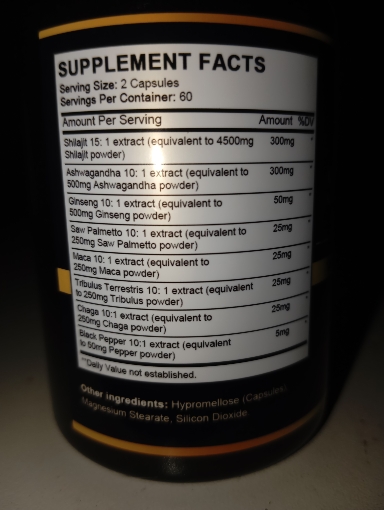 SUPPLEMENT FACTS
Serving Size: 2 Capsules
Servings Per Container: 60
Amount Per Serving Amount %DV
Shilajit 15: 1 extract (equivalent to 4500mg 300mg
Shilajit powder)
Ashwagandha 10: 1 extract (equivalent to 300mg
500mg Ashwagandha powder)
Ginseng 10: 1 extract (equivalent to 50mg
500mg Ginseng powder)
Saw Palmetto 10: 1 extract (equivalent to 25mg
250mg Saw Palmetto powder)
Maca 10: 1 extract (equivalent to 25mg
250mg Maca powder)
Tribulus Terrestris 10: 1 extract (equivalent 25mg
to 250mg Tribulus powder)
Chaga 10:1 extract (equivalent to 25mg
250mg Chaga powder)
Black Pepper 10:1 extract (equivalent 5mg
to 50mg Pepper powder)
**Daily Value not established.
Other ingredients: Hypromellose (Capsules),
Magnesium Stearate, Silicon Dioxide.